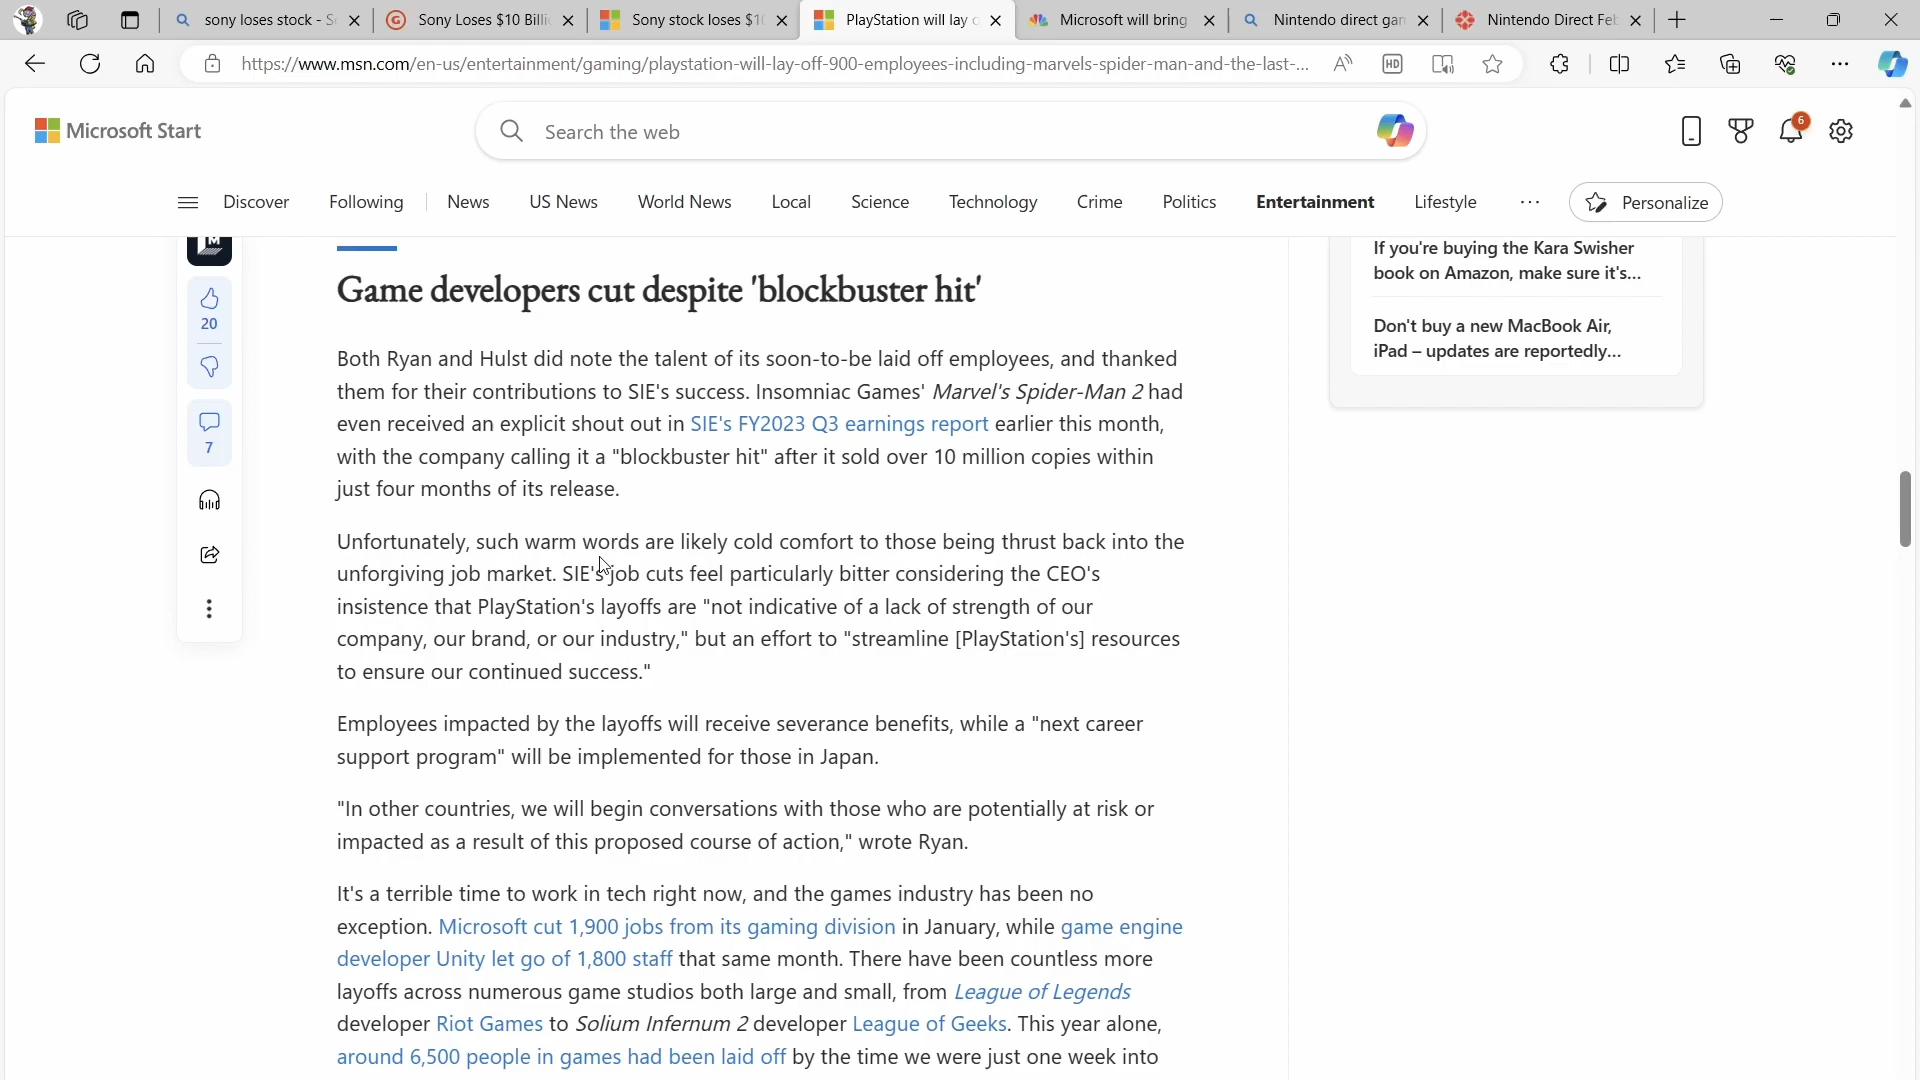 sony loses stock - S
Sony Loses $10 Billi
Sony stock loses $1
PlayStation will lay o
Microsoft will bring
Nintendo direct gar
Nintendo Direct Feb
https://www.msn.com/en-us/entertainment/gaming/playstation-will-lay-off-900-employees-including-marvels-spider-man-and-the-last-...
HD
Microsoft Start
Search the web
6
Discover Following News US News World News Local Science Technology Crime Politics Entertainment Lifestyle ... Personalize
M
20
7
Game developers cut despite 'blockbuster hit'
Both Ryan and Hulst did note the talent of its soon-to-be laid off employees, and thanked
them for their contributions to SIE's success. Insomniac Games' Marvel's Spider-Man 2 had
even received an explicit shout out in SIE's FY2023 Q3 earnings report earlier this month,
with the company calling it a "blockbuster hit" after it sold over 10 million copies within
just four months of its release.
Unfortunately, such warm words are likely cold comfort to those being thrust back into the
unforgiving job market. SIE's job cuts feel particularly bitter considering the CEO's
insistence that PlayStation's layoffs are "not indicative of a lack of strength of our
company, our brand, or our industry," but an effort to "streamline [PlayStation's] resources
to ensure our continued success."
Employees impacted by the layoffs will receive severance benefits, while a "next career
support program" will be implemented for those in Japan.
"In other countries, we will begin conversations with those who are potentially at risk or
impacted as a result of this proposed course of action," wrote Ryan.
It's a terrible time to work in tech right now, and the games industry has been no
exception. Microsoft cut 1,900 jobs from its gaming division in January, while game engine
developer Unity let go of 1,800 staff that same month. There have been countless more
layoffs across numerous game studios both large and small, from League of Legends
developer Riot Games to Solium Infernum 2 developer League of Geeks. This year alone,
around 6,500 people in games had been laid off by the time we were just one week into
If you're buying the Kara Swisher
book on Amazon, make sure it's...
Don't buy a new MacBook Air,
iPad – updates are reportedly...